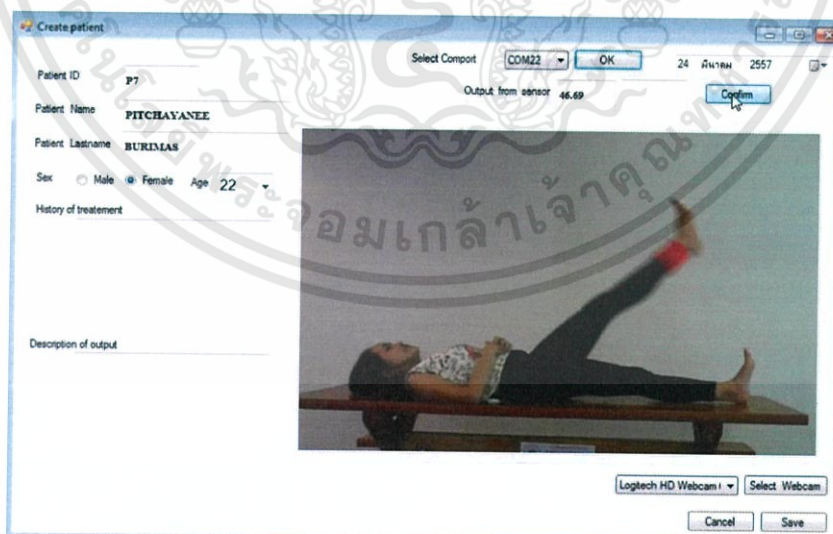 Create patient
Select Comport COM22 OK 24 มีนาคม 2557
Patient ID P7
Output from sensor 46.69 Confirm
Patient Name PITCHAYANEE
Patient Lastname BURIMAS
Sex Male Female Age 22
History of treatement
Description of output
Logitech HD Webcam Select Webcam
Cancel Save